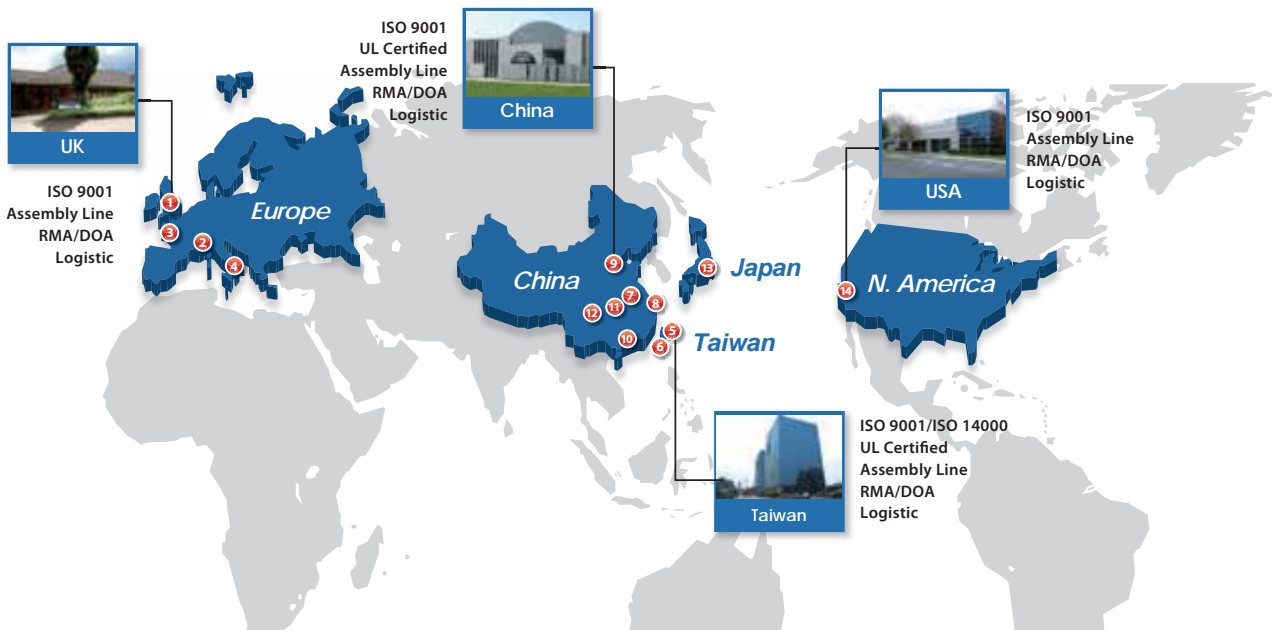 UK
ISO 9001
Assembly Line
RMA/DOA
Logistic
ISO 9001
UL Certified
Assembly Line
RMA/DOA
Logistic
China
USA
ISO 9001
Assembly Line
RMA/DOA
Logistic
Europe
1
2
3
4
China
9
7
8
11
12
10
5
6
Japan
13
Taiwan
N. America
14
Taiwan
ISO 9001/ISO 14000
UL Certified
Assembly Line
RMA/DOA
Logistic